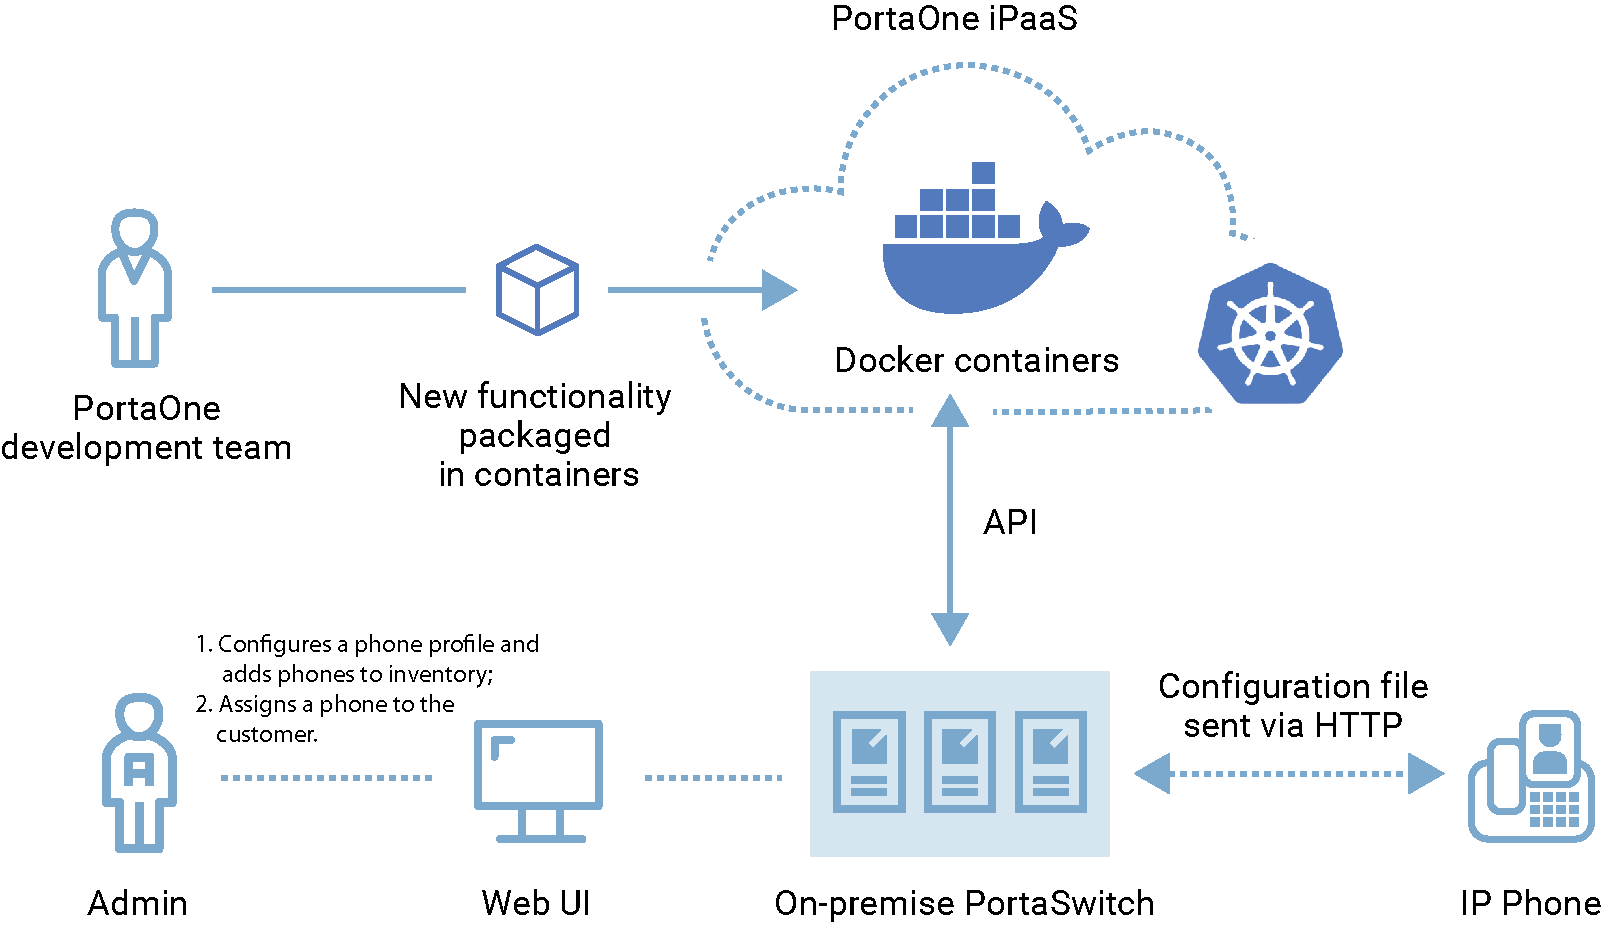 PortaOne iPaaS
Docker containers
PortaOne
development team
New functionality
packaged
in containers
API
1. Configures a phone profile and
adds phones to inventory;
2. Assigns a phone to the
customer.
Configuration file
sent via HTTP
A
Admin
Web UI
On-premise PortaSwitch
IP Phone